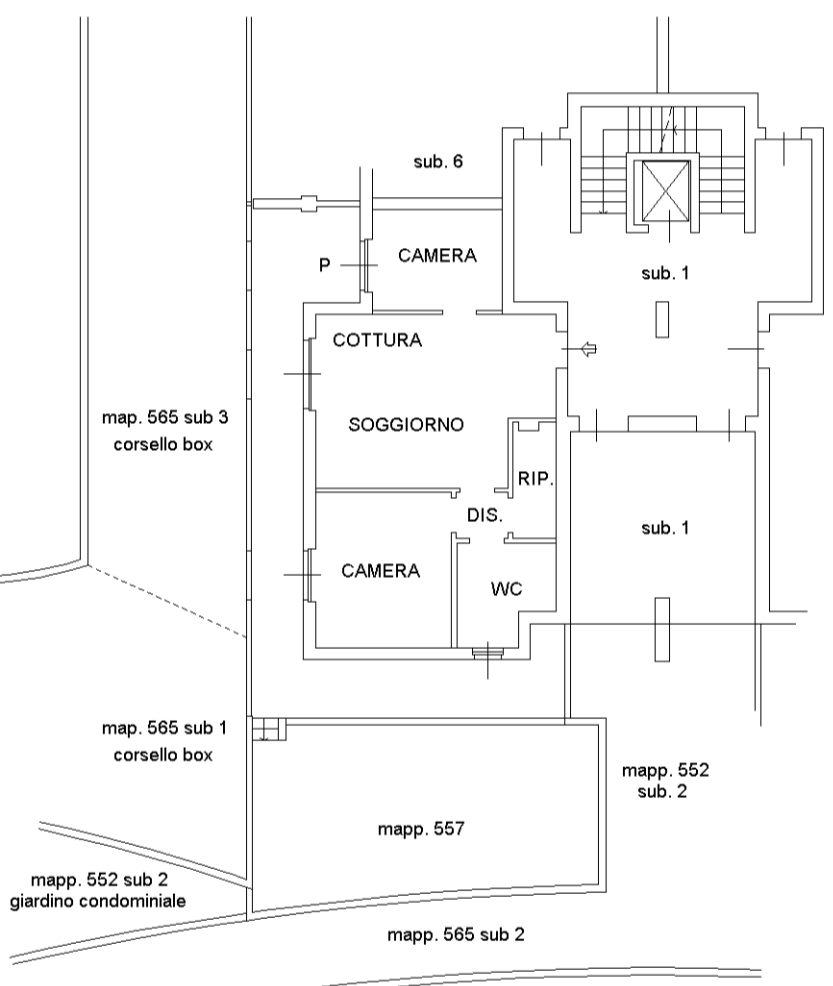 sub. 6
P
CAMERA
sub. 1
COTTURA
map. 565 sub 3
corsello box
SOGGIORNO
RIP.
DIS.
sub. 1
CAMERA
WC
map. 565 sub 1
corsello box
mapp. 552
sub. 2
mapp. 557
mapp. 552 sub 2
giardino condominiale
mapp. 565 sub 2